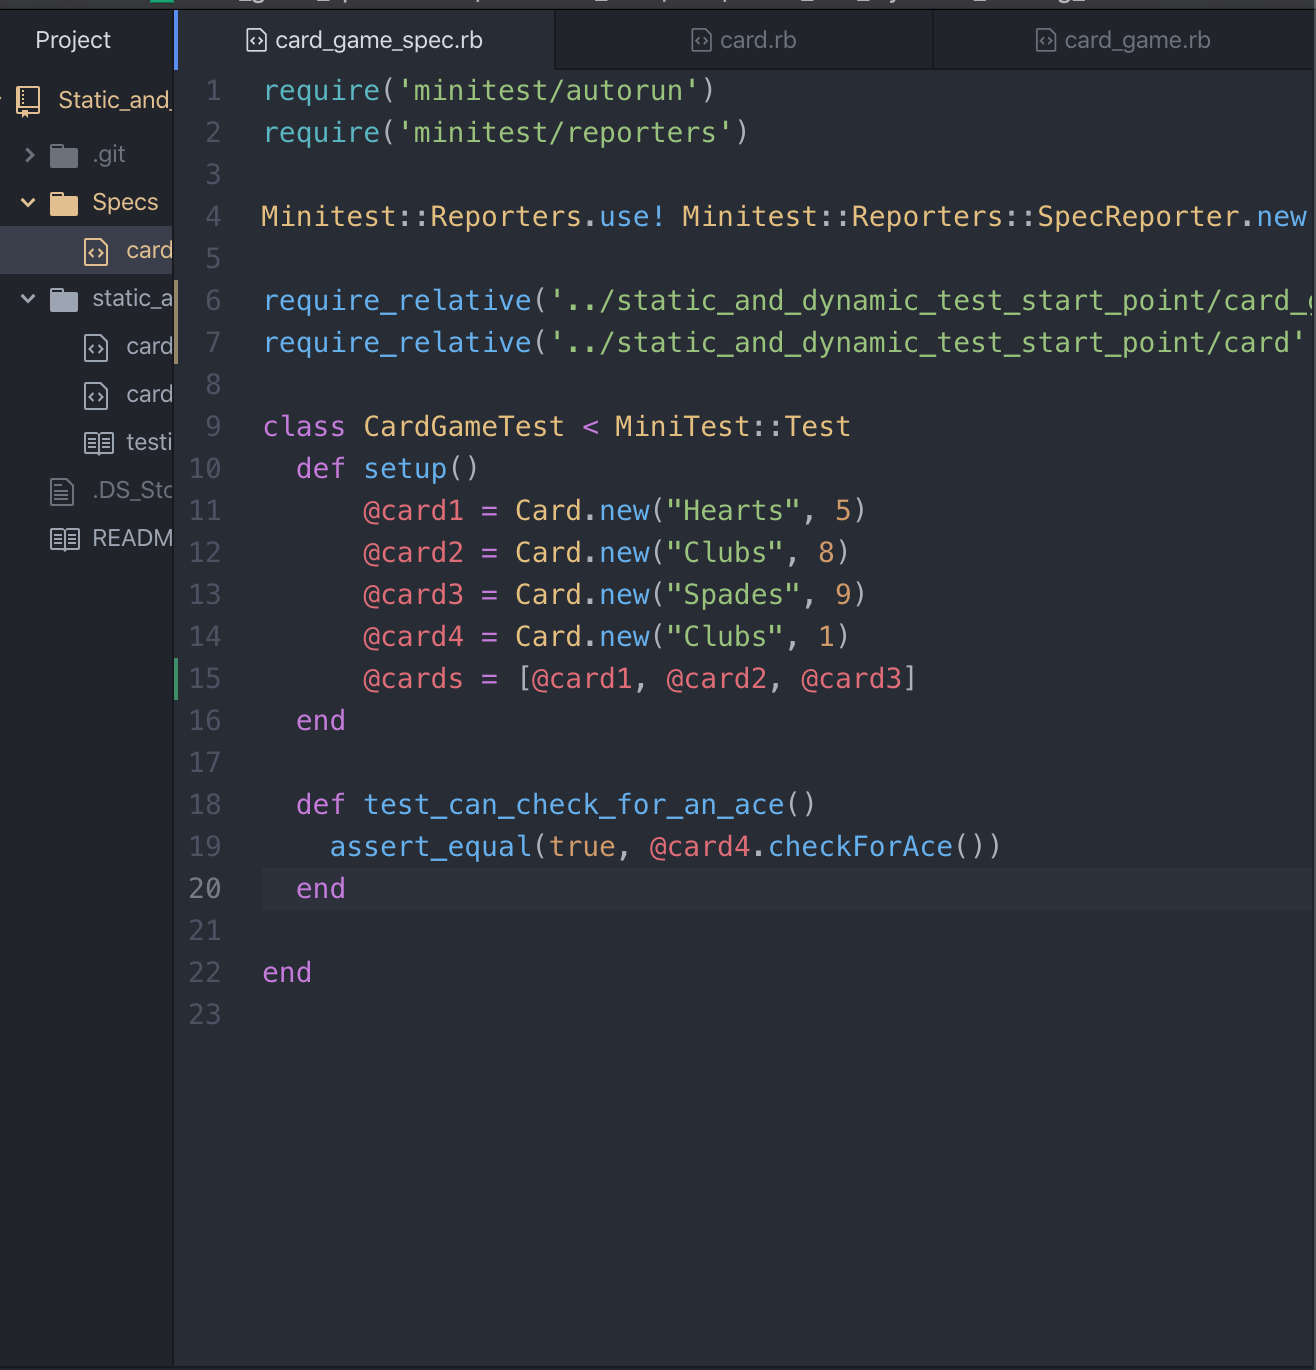 Project
Static_and_
.git
Specs
card
static_a
card
card
testi
.DS_Sto
READM
card_game_spec.rb
card.rb
card_game.rb
1 require('minitest/autorun')
2 require('minitest/reporters')
3
4 Minitest::Reporters.use! Minitest::Reporters::SpecReporter.new
5
6 require_relative('../static_and_dynamic_test_start_point/card_g
7 require_relative('../static_and_dynamic_test_start_point/card'
8
9 class CardGameTest < MiniTest::Test
10 def setup()
11 @card1 = Card.new("Hearts", 5)
12 @card2 = Card.new("Clubs", 8)
13 @card3 = Card.new("Spades", 9)
14 @card4 = Card.new("Clubs", 1)
15 @cards = [@card1, @card2, @card3]
16 end
17
18 def test_can_check_for_an_ace()
19 assert_equal(true, @card4.checkForAce())
20 end
21
22 end
23